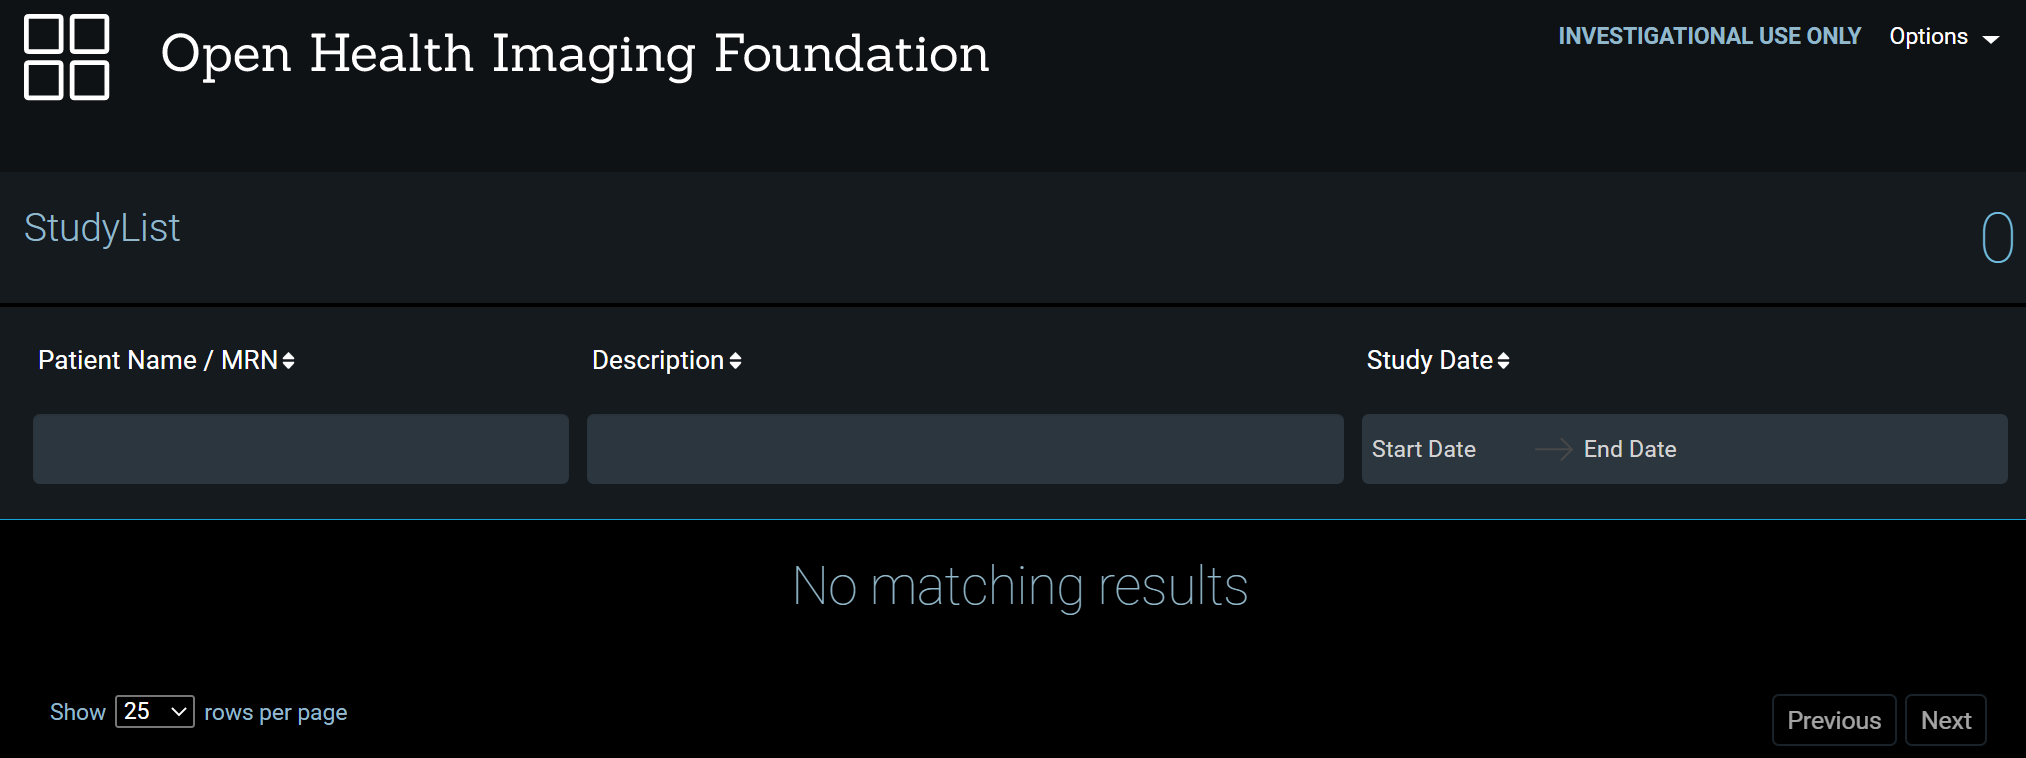 Open Health Imaging Foundation
INVESTIGATIONAL USE ONLY Options
StudyList 0
Patient Name / MRN Description Study Date
Start Date End Date
No matching results
Show 25 rows per page Previous Next